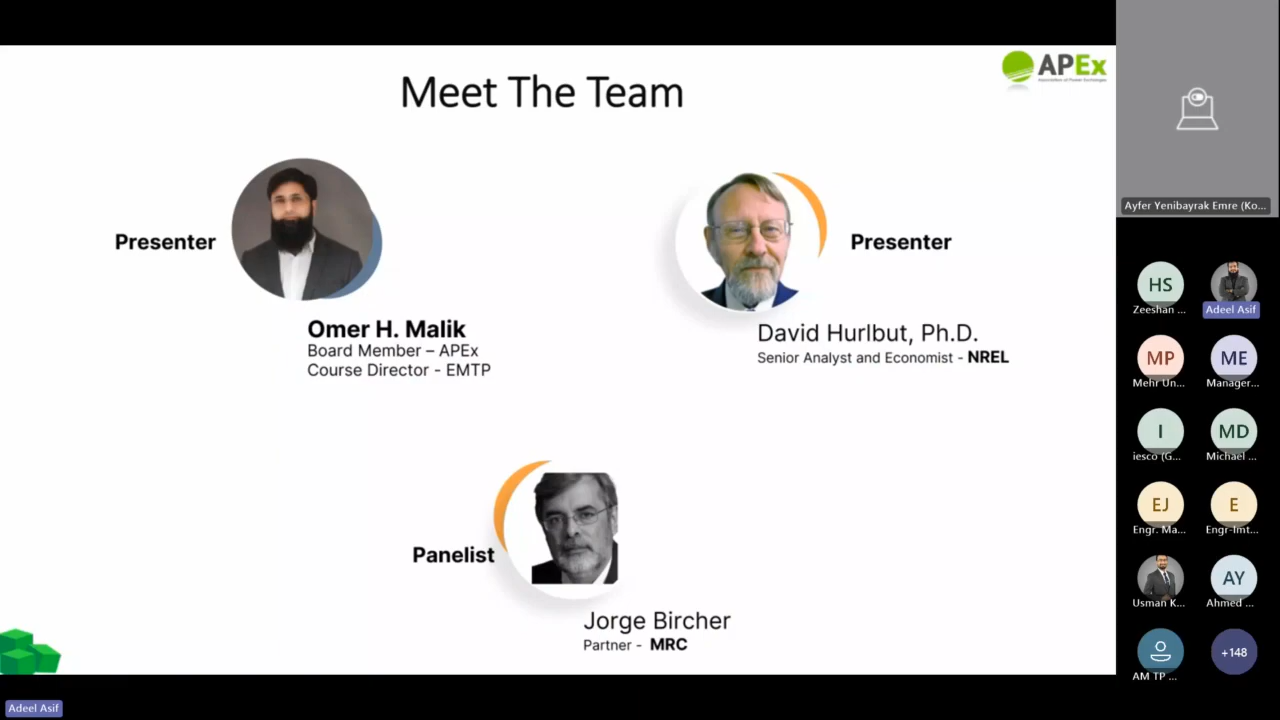 Meet The Team
APEx
Presenter
Omer H. Malik
Board Member – APEx
Course Director - EMTP
Presenter
David Hurlbut, Ph.D.
Senior Analyst and Economist - NREL
Panelist
Jorge Bircher
Partner - MRC
Adeel Asif
Ayfer Yenibayrak Emre (Ko...
HS
Zeeshan ...
Adeel Asif
MP
Mehr Un...
ME
Manager...
I
iesco (G...
MD
Michael ...
EJ
Engr. Ma...
E
Engr-Imt...
Usman K...
AY
Ahmed ...
AM TP ...
+148